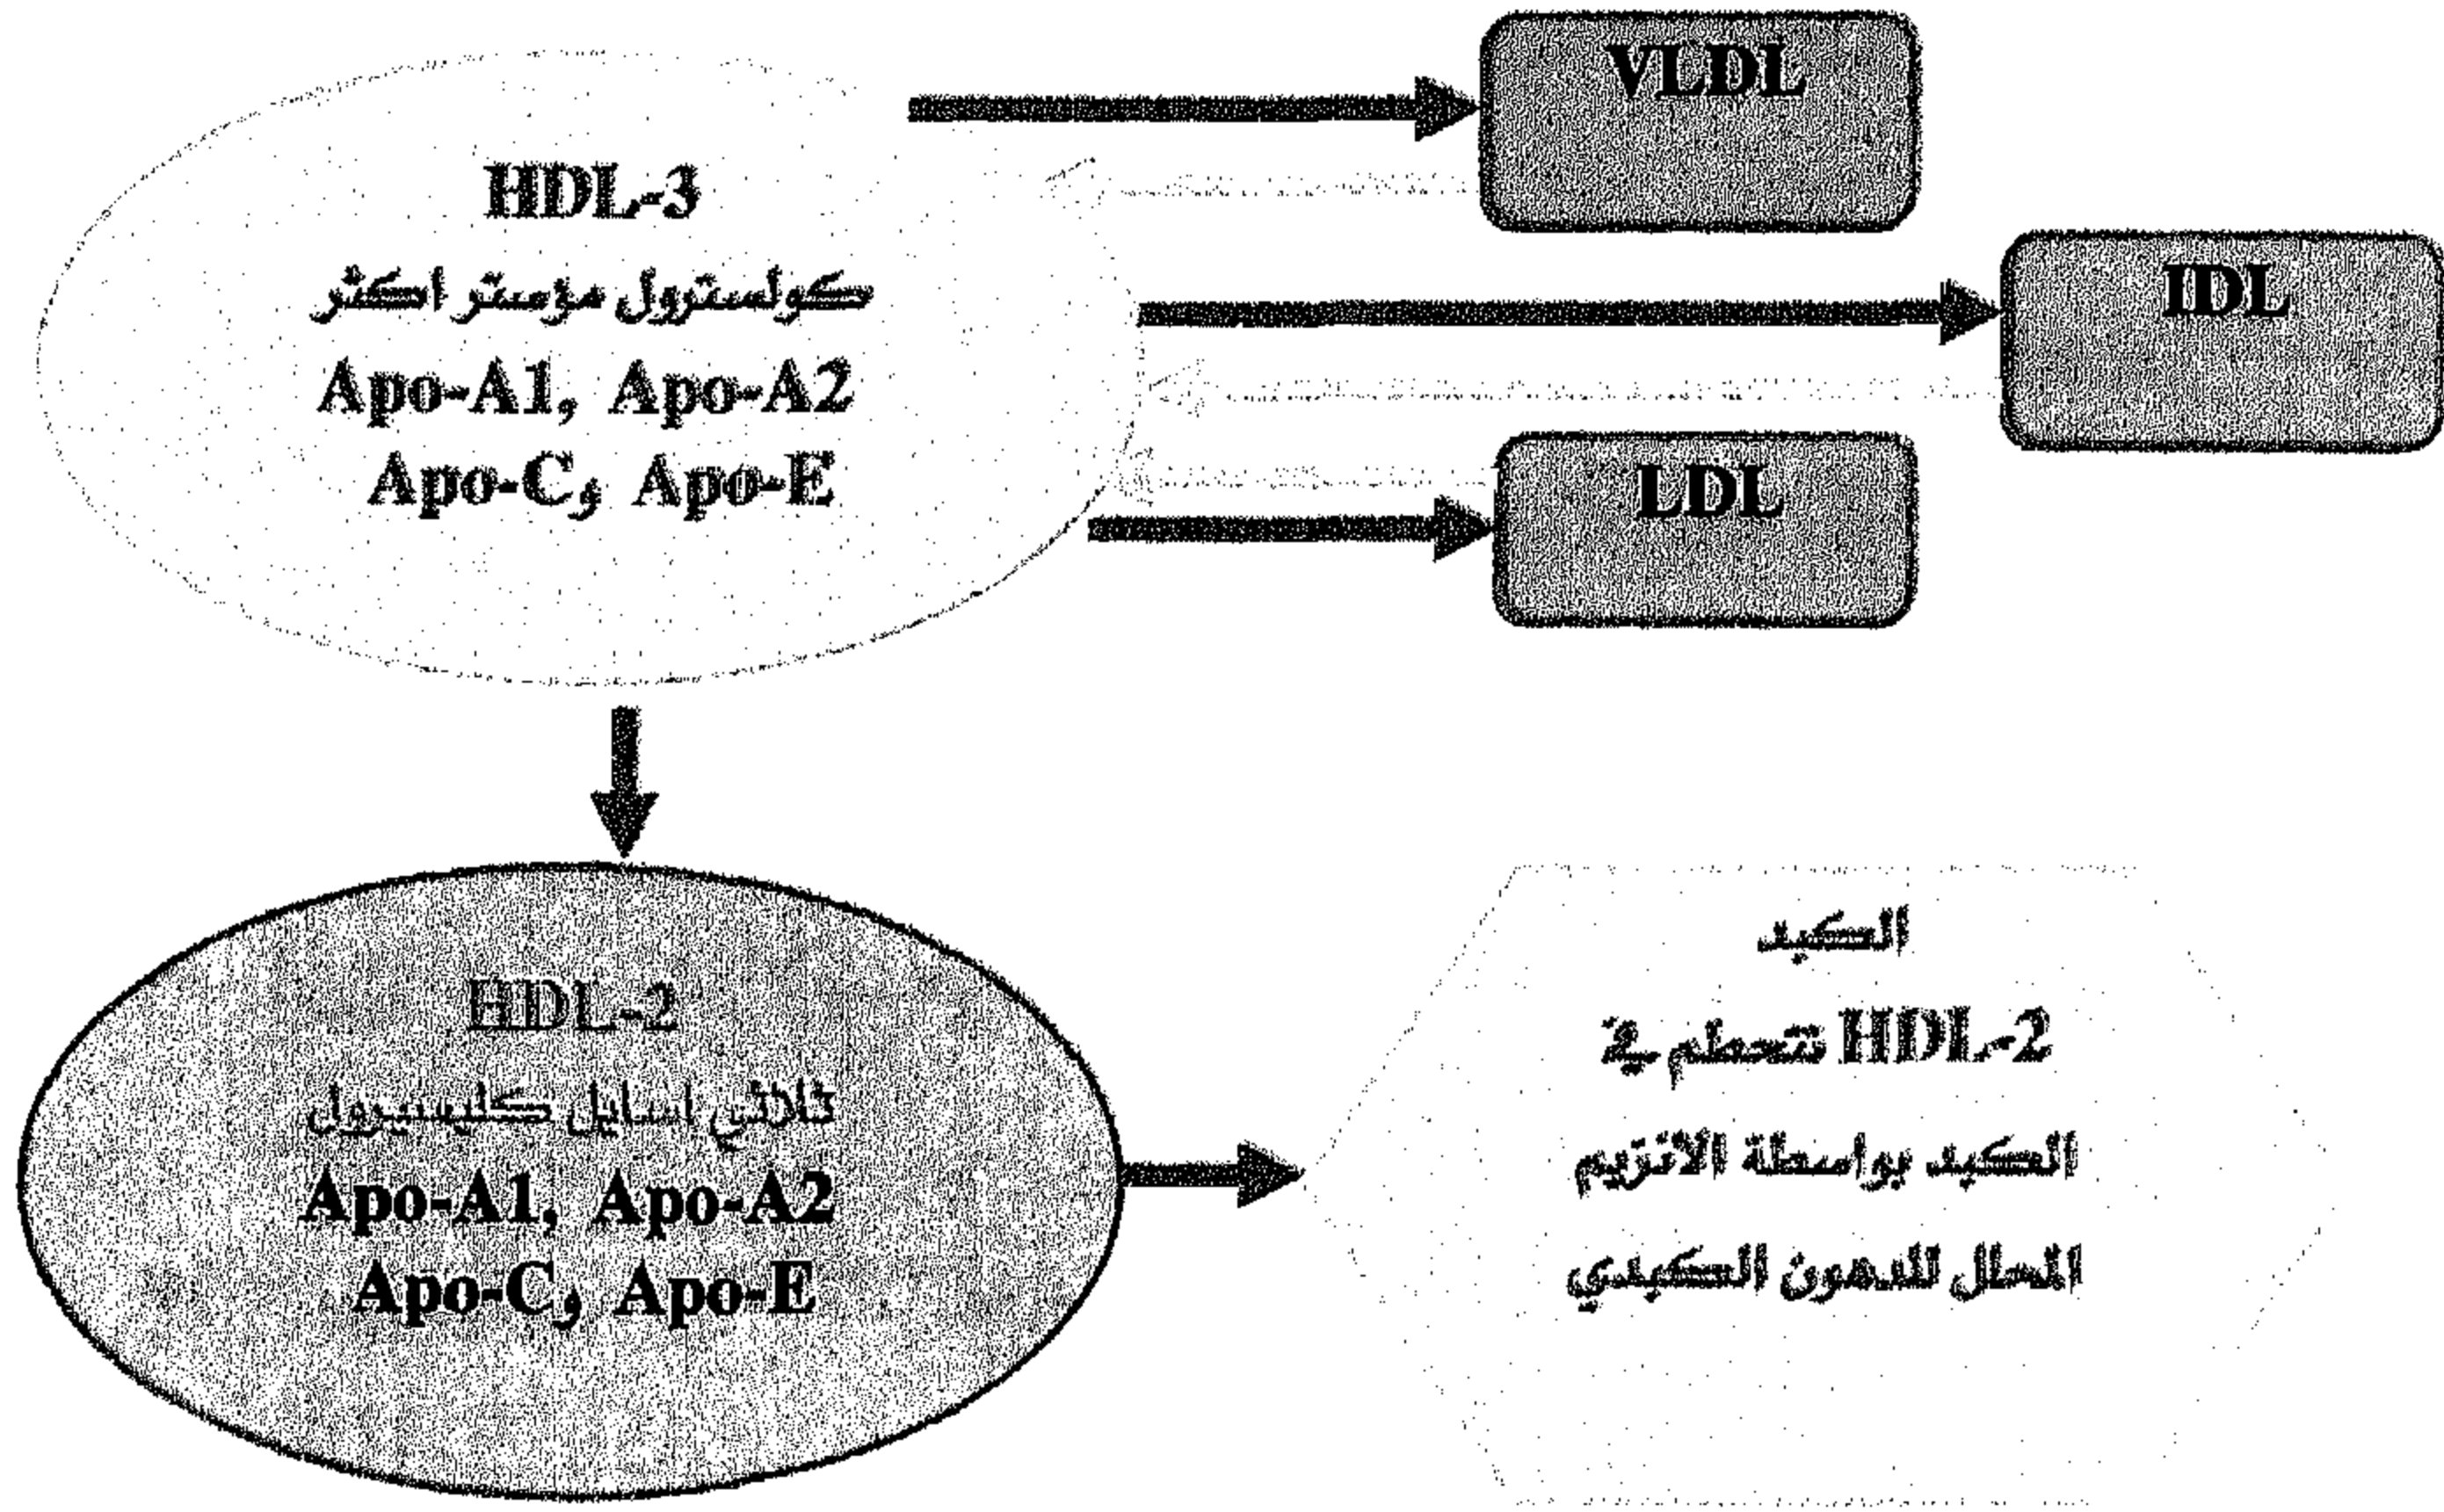 VLDL
HDL-3
كولسترول مؤستر اكثر
Apo-A1, Apo-A2
Apo-C و Apo-E
IDL
LDL
HDL-2
ثلاثي اسايل كليسيرول
Apo-A1, Apo-A2
Apo-C و Apo-E
الكبد
HDL-2 تتحطم في
الكبد بواسطة الانزيم
المحلل للدهون الكبدي